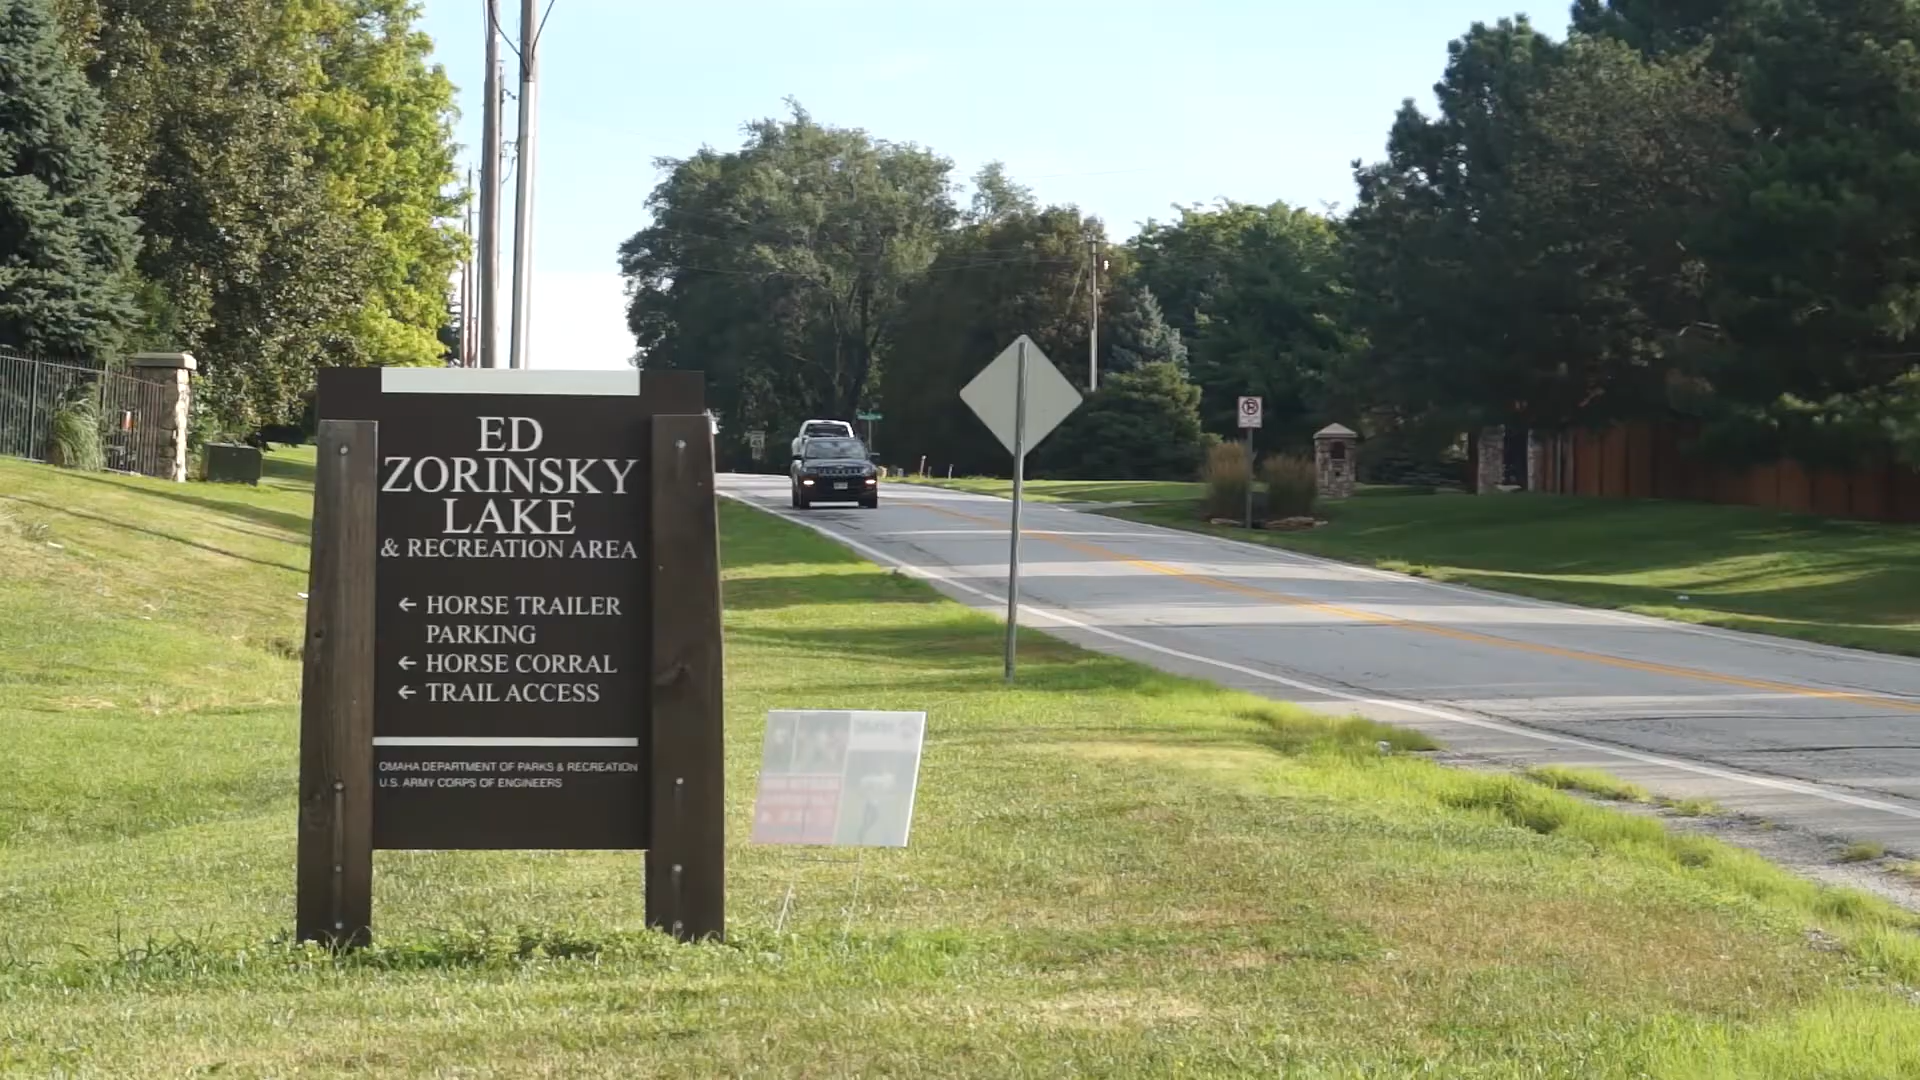 ED
ZORINSKY
LAKE
& RECREATION AREA
← HORSE TRAILER
PARKING
← HORSE CORRAL
← TRAIL ACCESS
OMAHA DEPARTMENT OF PARKS & RECREATION
U.S. ARMY CORPS OF ENGINEERS